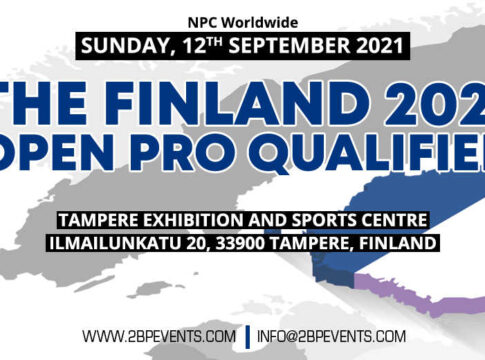 NPC Worldwide
SUNDAY, 12TH SEPTEMBER 2021
THE FINLAND 202
OPEN PRO QUALIFIE
TAMPERE EXHIBITION AND SPORTS CENTRE
ILMAILUNKATU 20, 33900 TAMPERE, FINLAND
WWW.2BPEVENTS.COM | INFO@2BPEVENTS.COM